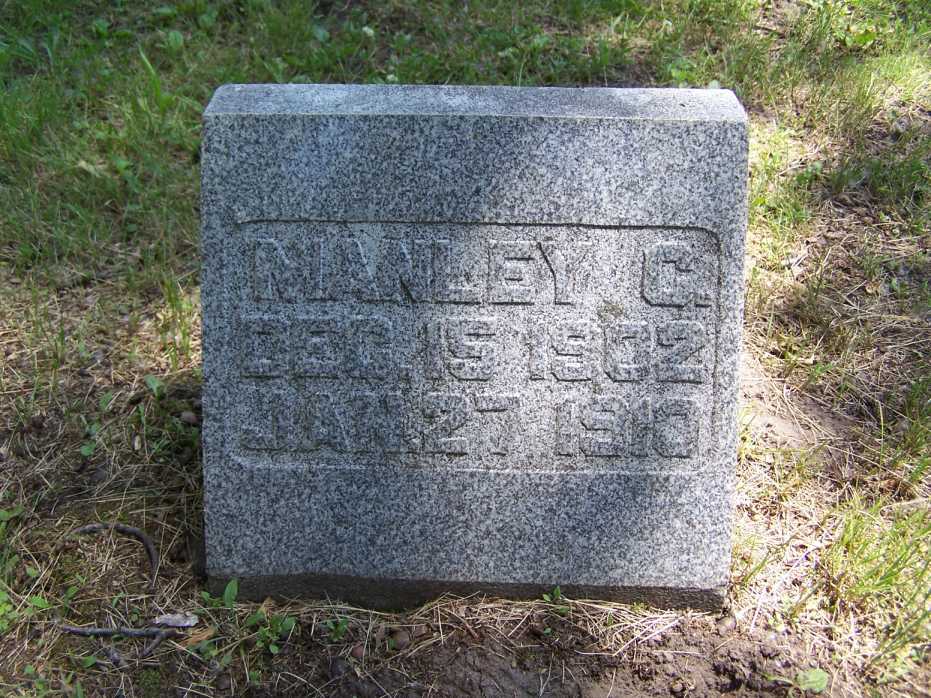 MANLEY C.
DEC. 15 1902
JAN. 27 1910